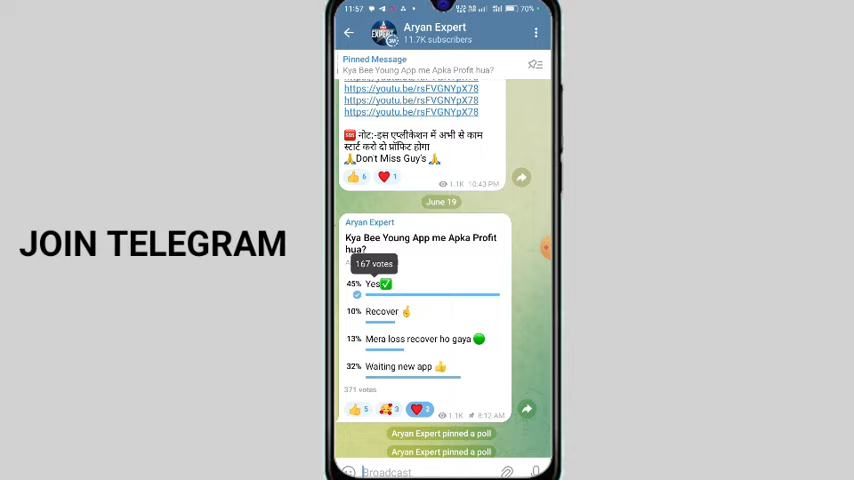 11:57
70%
Aryan Expert
11.7K subscribers
Pinned Message
Kya Bee Young App me Apka Profit hua?
https://youtu.be/rsFVGNYpX78
https://youtu.be/rsFVGNYpX78
https://youtu.be/rsFVGNYpX78
🆘 नोट:-इस एप्लीकेशन में अभी से काम
स्टार्ट करो दो प्रॉफिट होगा
🙏Don't Miss Guy's🙏
👍 6 ❤️ 1
1.1K 10:43 PM
June 19
JOIN TELEGRAM
Aryan Expert
Kya Bee Young App me Apka Profit
hua?
167 votes
45% Yes✅
10% Recover 🤞
13% Mera loss recover ho gaya 🟢
32% Waiting new app 👍
371 votes
👍 5 🥰 3 ❤️ 2
1.1K 8:12 AM
Aryan Expert pinned a poll
Aryan Expert pinned a poll
Broadcast